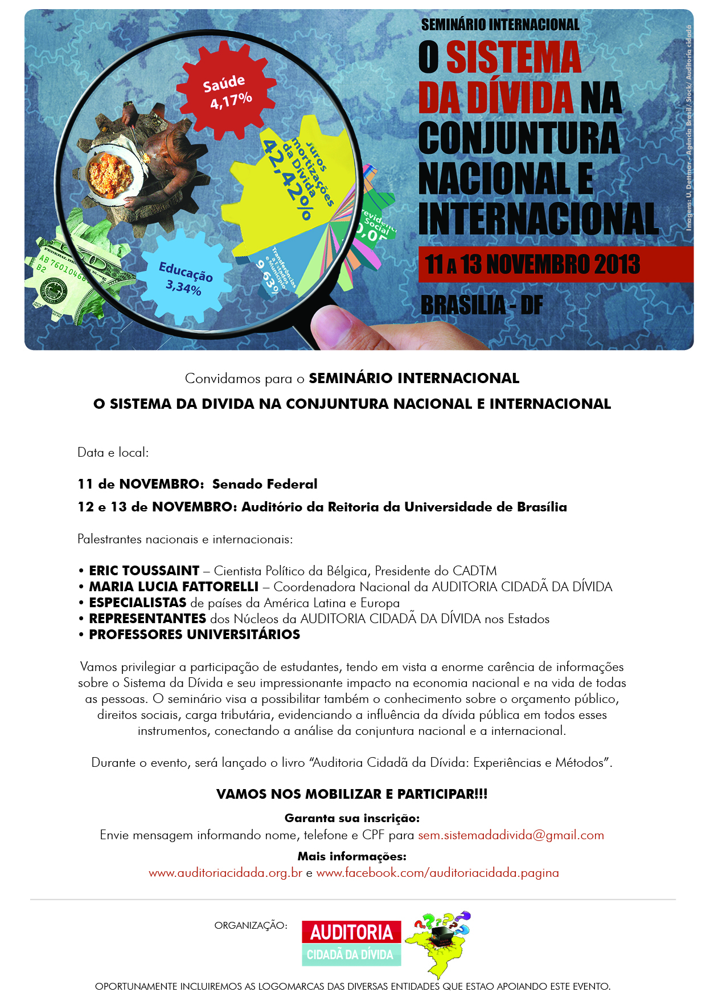 SEMINÁRIO INTERNACIONAL
O SISTEMA
DA DÍVIDA NA
CONJUNTURA
NACIONAL E
INTERNACIONAL
11 A 13 NOVEMBRO 2013
BRASILIA - DF
Imagens: U. Dettmar - Agência Brasil/ Stock/ Auditoria cidadã
Saúde
4,17%
uros
mortizações
da Dívida
42,42%
Social
0,05
Transferências
a Estados
e Município
9 63%
Educação
3,34%
AB 7601046
B2
Convidamos para o SEMINÁRIO INTERNACIONAL
O SISTEMA DA DIVIDA NA CONJUNTURA NACIONAL E INTERNACIONAL
Data e local:
11 de NOVEMBRO: Senado Federal
12 e 13 de NOVEMBRO: Auditório da Reitoria da Universidade de Brasília
Palestrantes nacionais e internacionais:
• ERIC TOUSSAINT – Cientista Político da Bélgica, Presidente do CADTM
• MARIA LUCIA FATTORELLI – Coordenadora Nacional da AUDITORIA CIDADÃ DA DÍVIDA
• ESPECIALISTAS de países da América Latina e Europa
• REPRESENTANTES dos Núcleos da AUDITORIA CIDADÃ DA DÍVIDA nos Estados
• PROFESSORES UNIVERSITÁRIOS
Vamos privilegiar a participação de estudantes, tendo em vista a enorme carência de informações
sobre o Sistema da Dívida e seu impressionante impacto na economia nacional e na vida de todas
as pessoas. O seminário visa a possibilitar também o conhecimento sobre o orçamento público,
direitos sociais, carga tributária, evidenciando a influência da dívida pública em todos esses
instrumentos, conectando a análise da conjuntura nacional e a internacional.
Durante o evento, será lançado o livro “Auditoria Cidadã da Dívida: Experiências e Métodos”.
VAMOS NOS MOBILIZAR E PARTICIPAR!!!
Garanta sua inscrição:
Envie mensagem informando nome, telefone e CPF para sem.sistemadadivida@gmail.com
Mais informações:
www.auditoriacidada.org.br e www.facebook.com/auditoriacidada.pagina
ORGANIZAÇÃO:
AUDITORIA
CIDADÃ DA DÍVIDA
OPORTUNAMENTE INCLUIREMOS AS LOGOMARCAS DAS DIVERSAS ENTIDADES QUE ESTAO APOIANDO ESTE EVENTO.